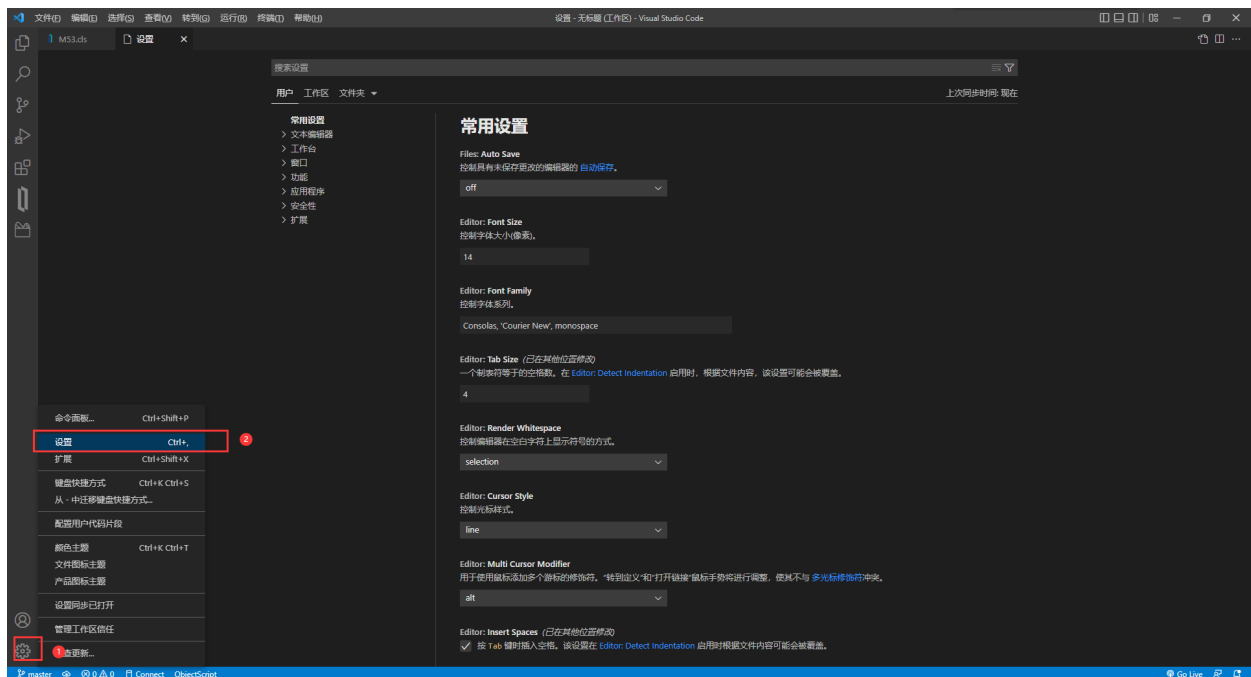 文件(F) 编辑(E) 选择(S) 查看(V) 转到(G) 运行(R) 终端(T) 帮助(H) 设置 - 无标题 (工作区) - Visual Studio Code
M53.cls 设置
搜索设置
用户 工作区 文件夹 上次同步时间: 现在
常用设置
文本编辑器
工作台
窗口
功能
应用程序
安全性
扩展
常用设置
Files: Auto Save
控制具有未保存更改的编辑器的 自动保存。
off
Editor: Font Size
控制字体大小(像素)。
14
Editor: Font Family
控制字体系列。
Consolas, 'Courier New', monospace
Editor: Tab Size (已在其他位置修改)
一个制表符等于的空格数。在 Editor: Detect Indentation 启用时，根据文件内容，该设置可能会被覆盖。
4
Editor: Render Whitespace
控制编辑器在空白字符上显示符号的方式。
selection
Editor: Cursor Style
控制光标样式。
line
Editor: Multi Cursor Modifier
用于使用鼠标添加多个游标的修饰符。“转到定义”和“打开链接”鼠标手势将进行调整，使其不与 多光标修饰符冲突。
alt
Editor: Insert Spaces (已在其他位置修改)
按 Tab 键时插入空格。该设置在 Editor: Detect Indentation 启用时根据文件内容可能会被覆盖。
命令面板... Ctrl+Shift+P
设置 Ctrl+,
2
扩展 Ctrl+Shift+X
键盘快捷方式 Ctrl+K Ctrl+S
从 - 中迁移键盘快捷方式...
配置用户代码片段
颜色主题 Ctrl+K Ctrl+T
文件图标主题
产品图标主题
设置同步已打开
管理工作区信任
1 查更新...
master 0 0 Connect ObjectScript Go Live